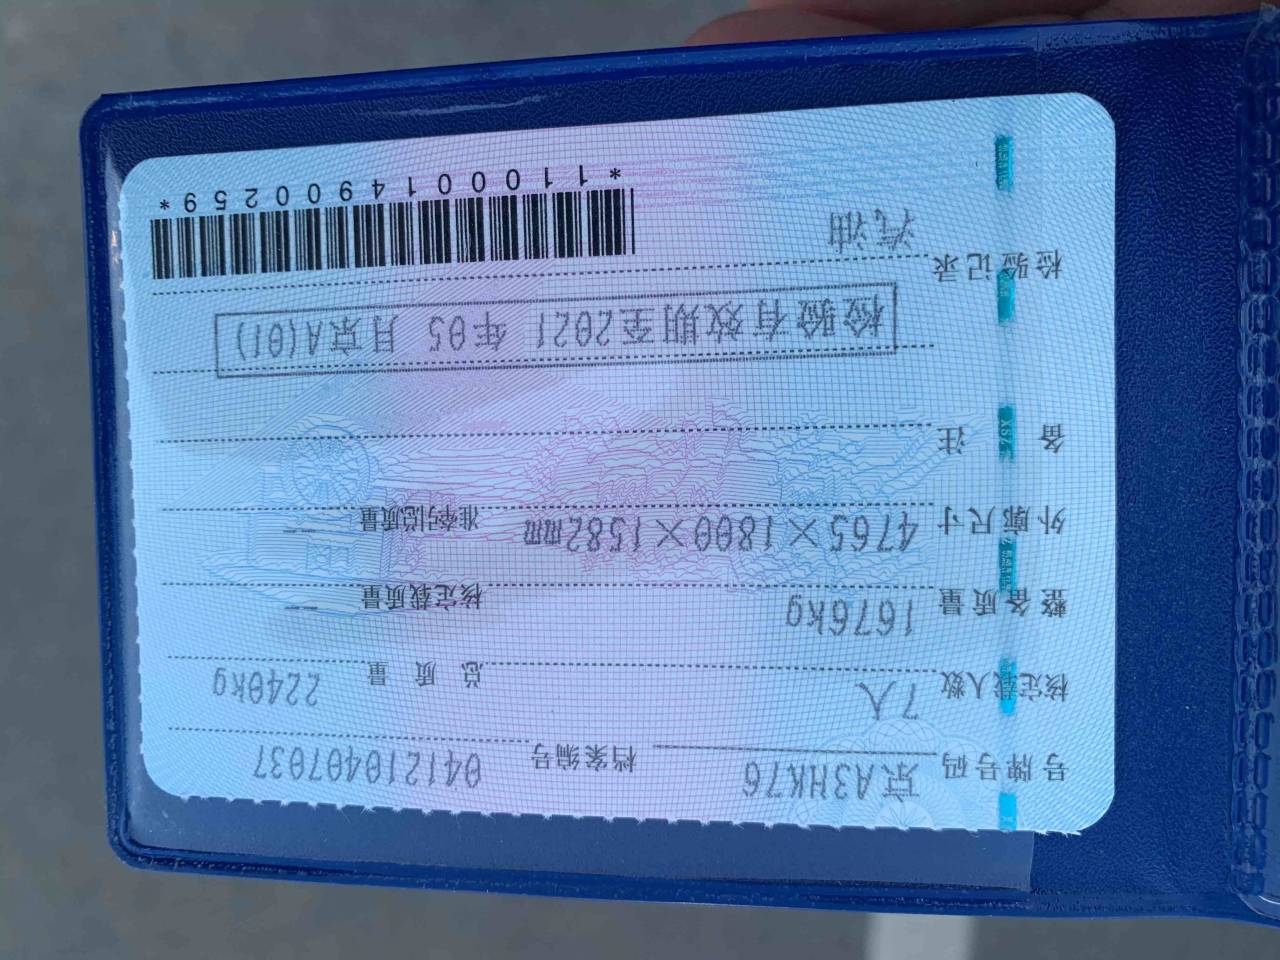 号牌号码 京A3HK76 档案编号 041210407037
核定载人数 7人 总质量 2240kg
整备质量 1676kg 核定载质量 --
外廓尺寸 4765×1800×1582mm 准牵引总质量 --
备注
检验有效期至2021年05月京A(01)
检验记录
汽油
*1100014900259*